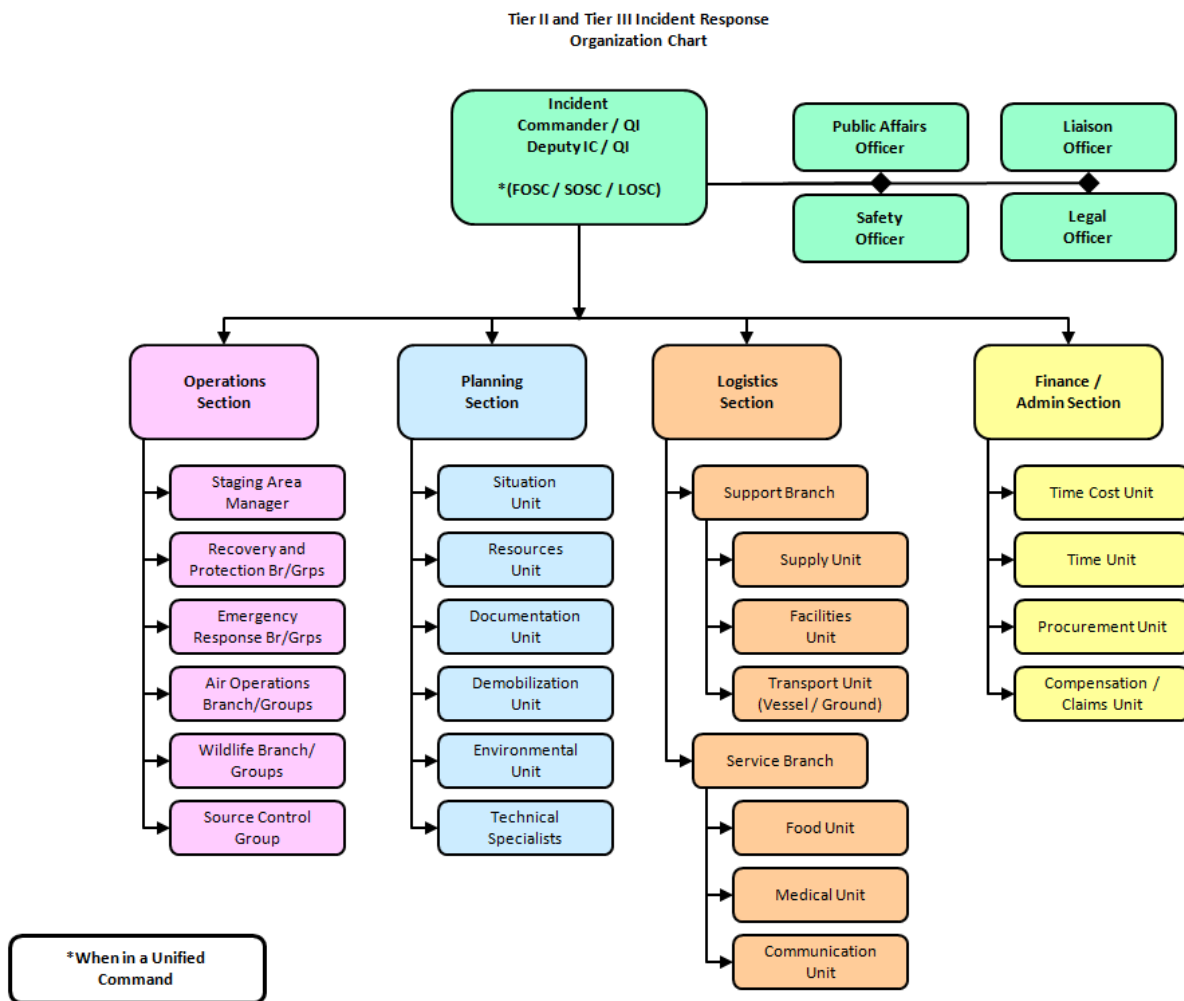 Tier II and Tier III Incident Response
Organization Chart
Incident
Commander / QI
Deputy IC / QI
*(FOSC / SOSC / LOSC)
Public Affairs
Officer
Liaison
Officer
Safety
Officer
Legal
Officer
Operations
Section
Planning
Section
Logistics
Section
Finance /
Admin Section
Staging Area
Manager
Recovery and
Protection Br/Grps
Emergency
Response Br/Grps
Air Operations
Branch/Groups
Wildlife Branch/
Groups
Source Control
Group
Situation
Unit
Resources
Unit
Documentation
Unit
Demobilization
Unit
Environmental
Unit
Technical
Specialists
Support Branch
Supply Unit
Facilities
Unit
Transport Unit
(Vessel / Ground)
Service Branch
Food Unit
Medical Unit
Communication
Unit
Time Cost Unit
Time Unit
Procurement Unit
Compensation /
Claims Unit
*When in a Unified
Command